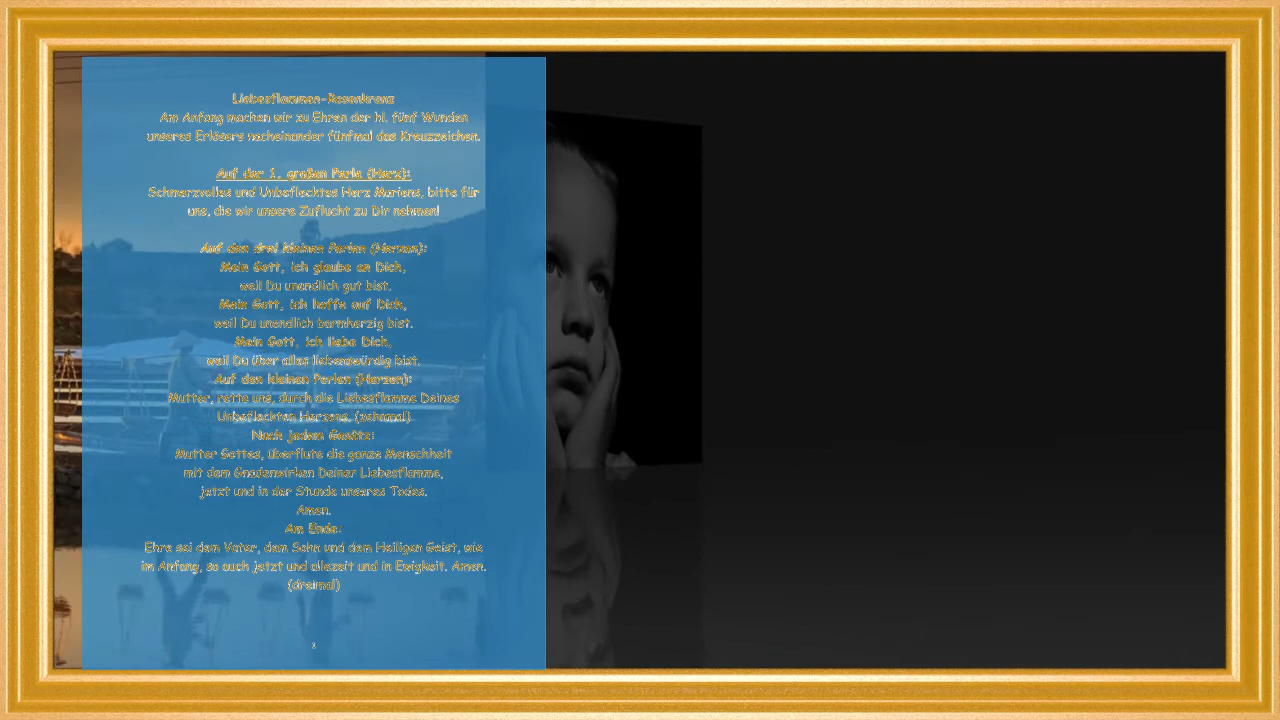 Liebesflammen-Rosenkranz
Am Anfang machen wir zu Ehren der hl. fünf Wunden
unseres Erlösers nacheinander fünfmal das Kreuzzeichen.
Auf der 1. großen Perle (Herz):
Schmerzvolles und Unbeflecktes Herz Mariens, bitte für
uns, die wir unsere Zuflucht zu Dir nehmen!
Auf den drei kleinen Perlen (Herzen):
Mein Gott, ich glaube an Dich,
weil Du unendlich gut bist.
Mein Gott, ich hoffe auf Dich,
weil Du unendlich barmherzig bist.
Mein Gott, ich liebe Dich,
weil Du über alles liebenswürdig bist.
Auf den kleinen Perlen (Herzen):
Mutter, rette uns, durch die Liebesflamme Deines
Unbefleckten Herzens. (zehnmal)
Nach jedem Gesätz:
Mutter Gottes, überflute die ganze Menschheit
mit dem Gnadenwirken Deiner Liebesflamme,
jetzt und in der Stunde unseres Todes.
Amen.
Am Ende:
Ehre sei dem Vater, dem Sohn und dem Heiligen Geist, wie
im Anfang, so auch jetzt und allezeit und in Ewigkeit. Amen.
(dreimal)